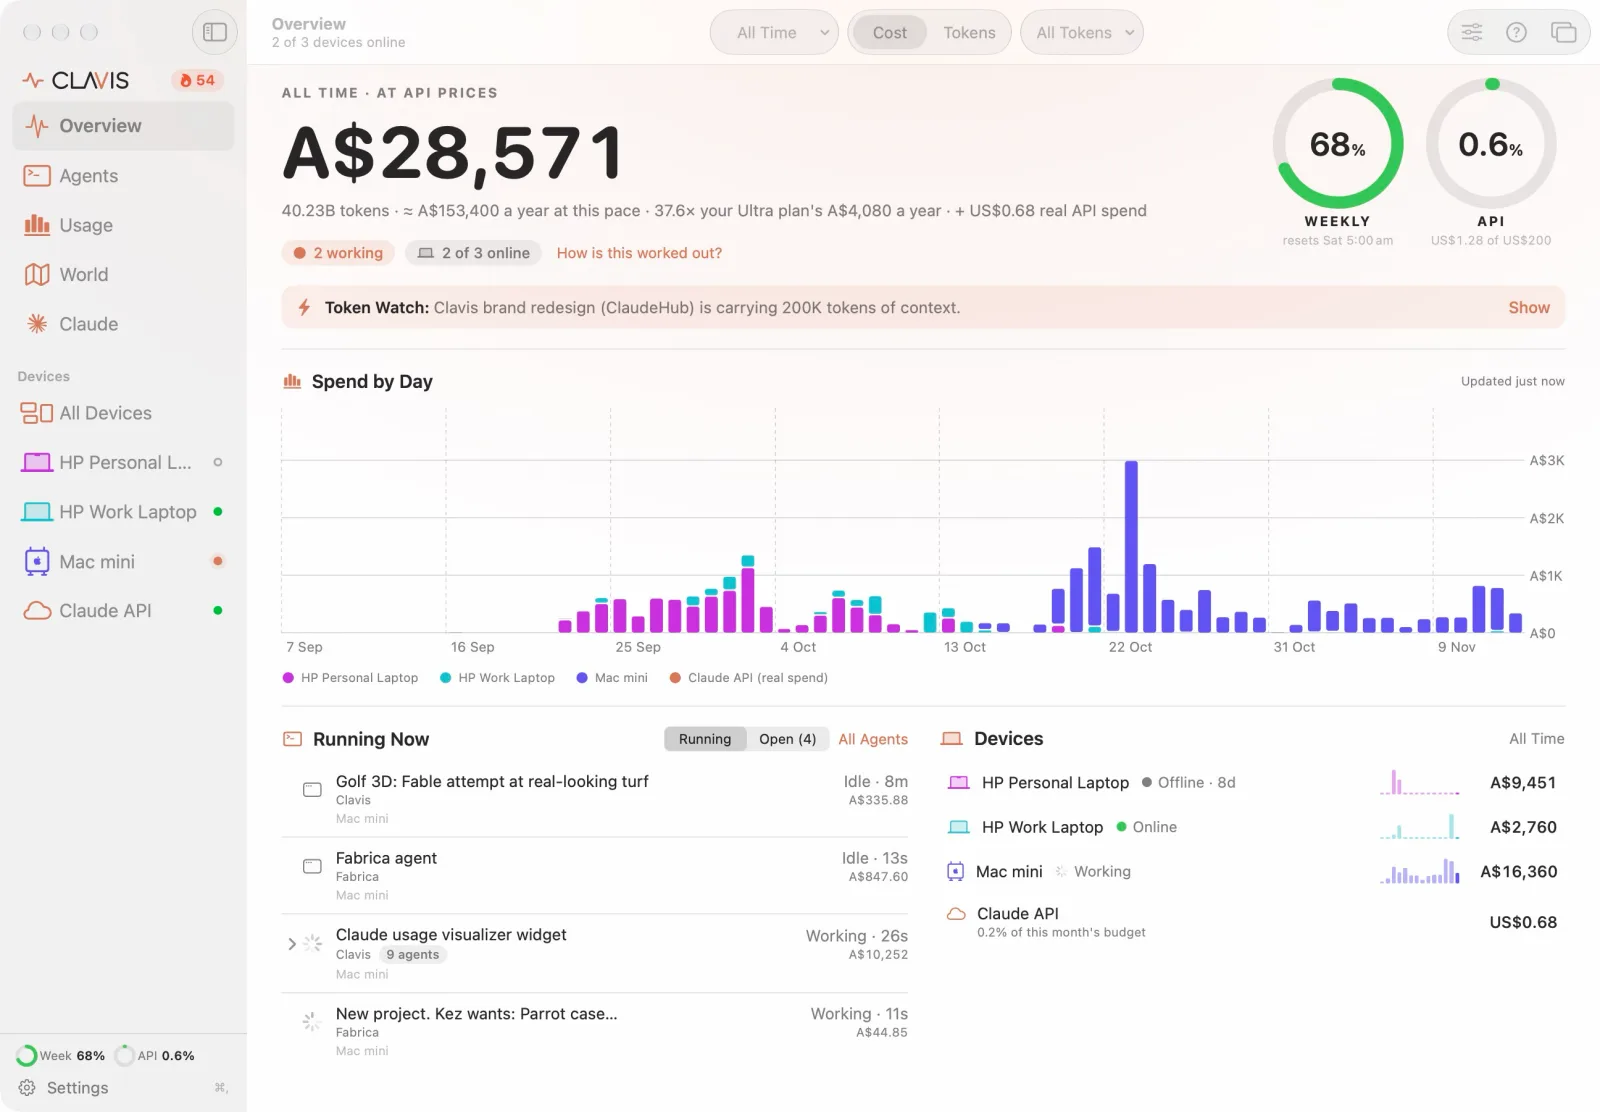 Overview
2 of 3 devices online
All Time
Cost
Tokens
All Tokens
?
CLAVIS
54
Overview
Agents
Usage
World
Claude
Devices
All Devices
HP Personal L...
HP Work Laptop
Mac mini
Claude API
Week 68%
API 0.6%
Settings
⌘,
ALL TIME · AT API PRICES
A$28,571
40.23B tokens · ≈ A$153,400 a year at this pace · 37.6× your Ultra plan's A$4,080 a year · + US$0.68 real API spend
2 working
2 of 3 online
How is this worked out?
68%
WEEKLY
resets Sat 5:00 am
0.6%
API
US$1.28 of US$200
Token Watch: Clavis brand redesign (ClaudeHub) is carrying 200K tokens of context.
Show
Spend by Day
Updated just now
A$3K
A$2K
A$1K
A$0
7 Sep
16 Sep
25 Sep
4 Oct
13 Oct
22 Oct
31 Oct
9 Nov
HP Personal Laptop
HP Work Laptop
Mac mini
Claude API (real spend)
Running Now
Running
Open (4)
All Agents
Golf 3D: Fable attempt at real-looking turf
Idle · 8m
Clavis
A$335.88
Mac mini
Fabrica agent
Idle · 13s
Fabrica
A$847.60
Mac mini
Claude usage visualizer widget
Working · 26s
Clavis
9 agents
A$10,252
Mac mini
New project. Kez wants: Parrot case...
Working · 11s
Fabrica
A$44.85
Mac mini
Devices
All Time
HP Personal Laptop
Offline · 8d
A$9,451
HP Work Laptop
Online
A$2,760
Mac mini
Working
A$16,360
Claude API
0.2% of this month's budget
US$0.68